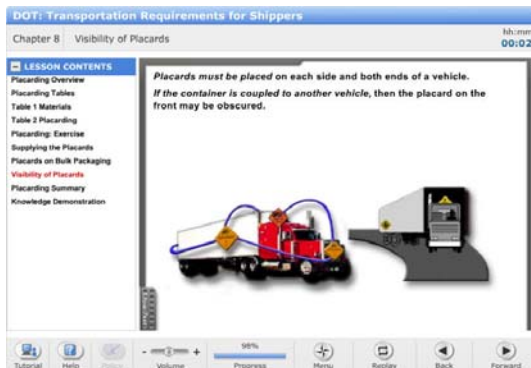 DOT: Transportation Requirements for Shippers
Chapter 8 Visibility of Placards
hh:mm
00:02
LESSON CONTENTS
Placarding Overview
Placarding Tables
Table 1 Materials
Table 2 Placarding
Placarding: Exercise
Supplying the Placards
Placards on Bulk Packaging
Visibility of Placards
Placarding Summary
Knowledge Demonstration
Placards must be placed on each side and both ends of a vehicle.
If the container is coupled to another vehicle, then the placard on the
front may be obscured.
98%
Tutorial Help Policy - + Volume Progress Menu Replay Back Forward